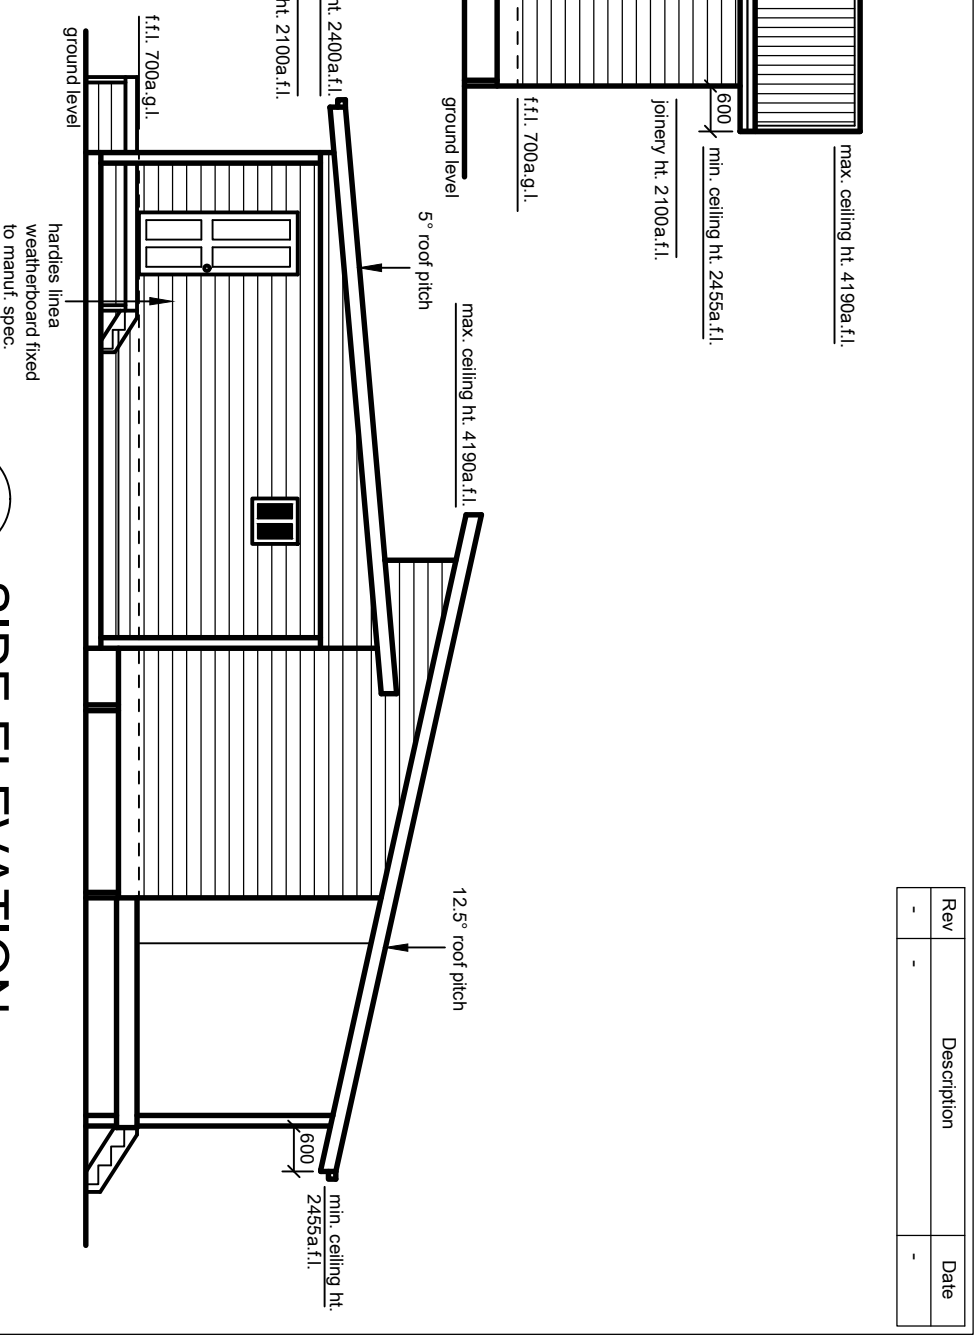 Rev Description Date
- - -
max. ceiling ht. 4190a.f.l.
600
min. ceiling ht. 2455a.f.l.
joinery ht. 2100a.f.l.
f.f.l. 700a.g.l.
ground level
max. ceiling ht. 4190a.f.l.
12.5° roof pitch
5° roof pitch
ht. 2400a.f.l.
ht. 2100a.f.l.
600
min. ceiling ht.
2455a.f.l.
f.f.l. 700a.g.l.
ground level
hardies linea
weatherboard fixed
to manuf. spec.
SIDE ELEVATION